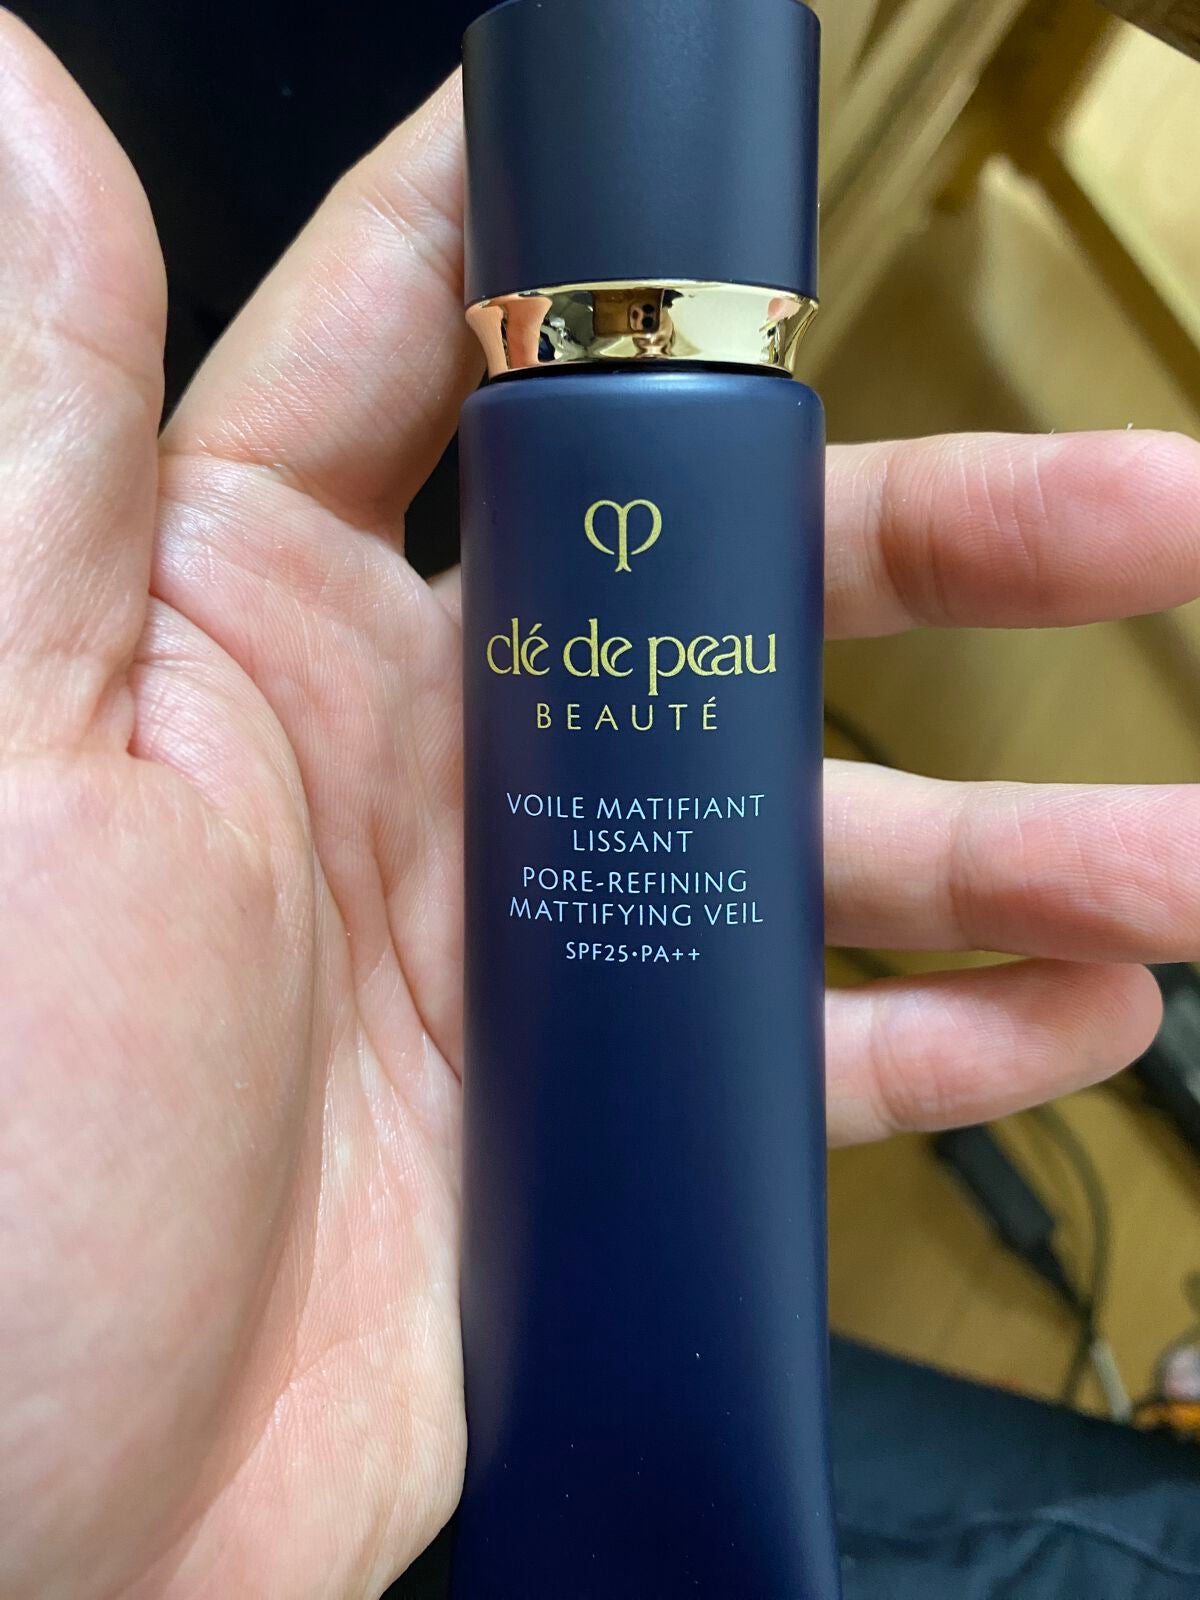 clé de peau
BEAUTÉ
VOILE MATIFIANT
LISSANT
PORE-REFINING
MATTIFYING VEIL
SPF25•PA++